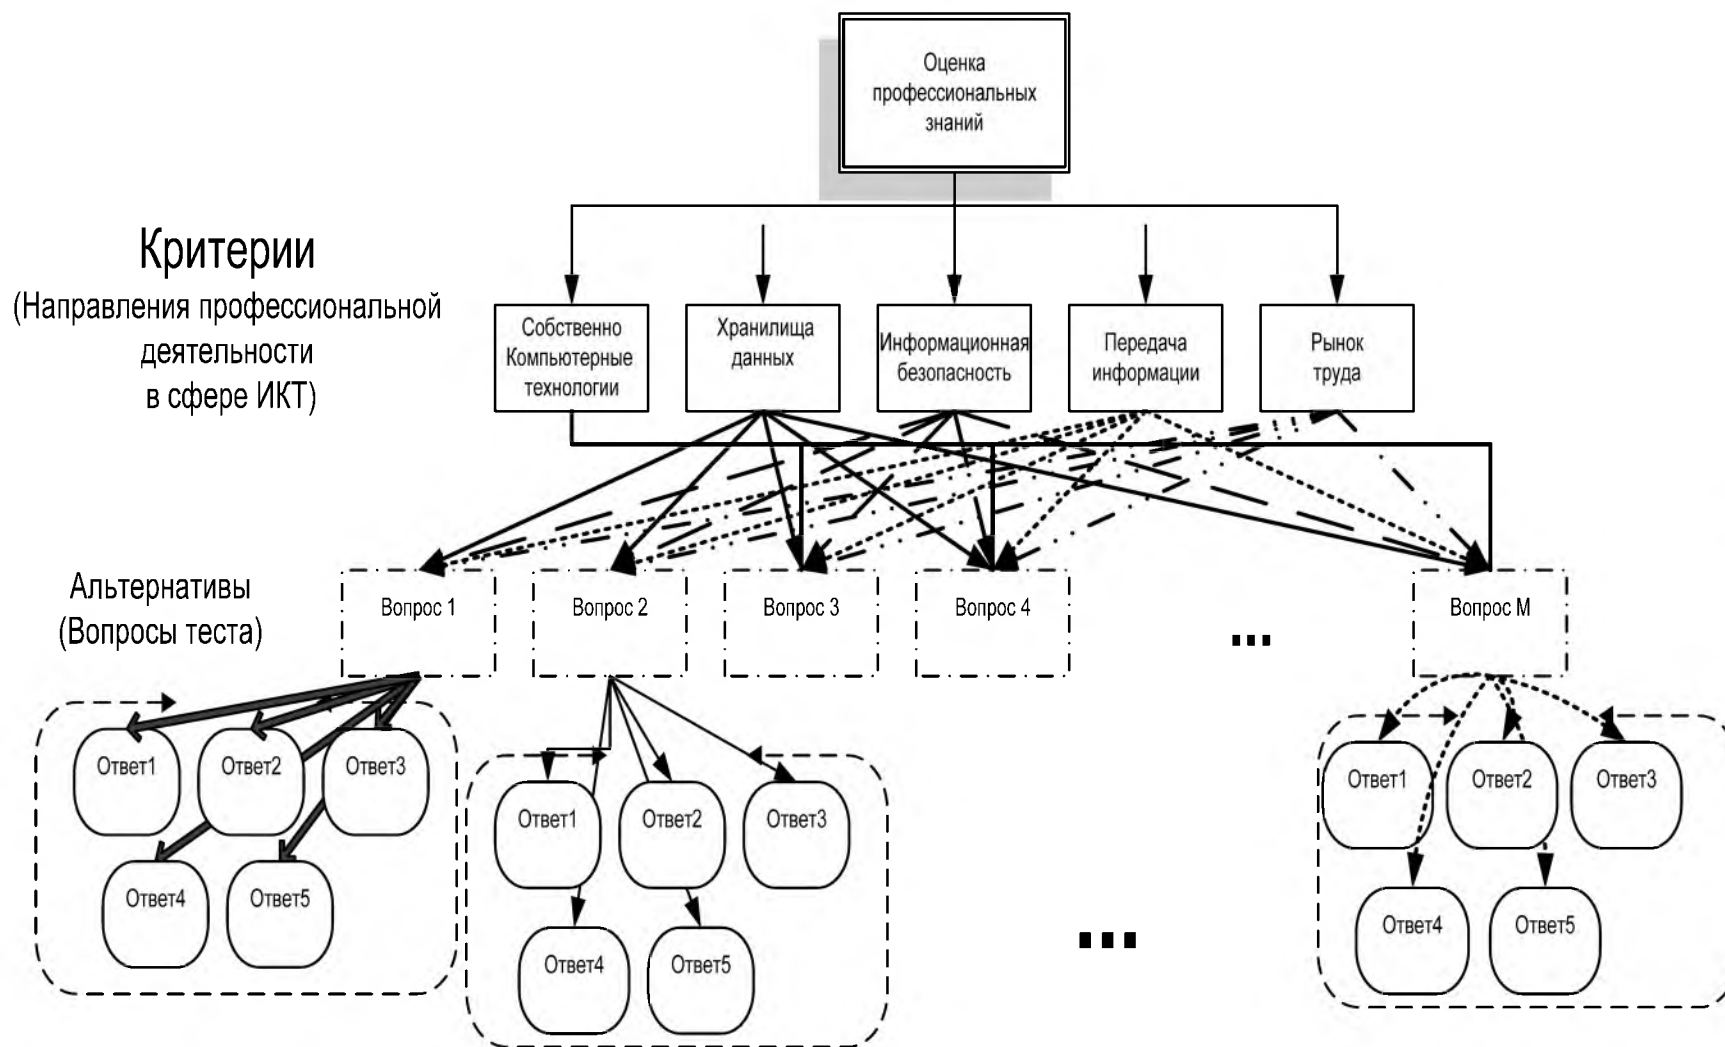 Оценка
профессиональных
знаний
Критерии
(Направления профессиональной
деятельности
в сфере ИКТ)
Собственно
Компьютерные
технологии
Хранилища
данных
Информационная
безопасность
Передача
информации
Рынок
труда
Альтернативы
(Вопросы теста)
Вопрос 1
Вопрос 2
Вопрос 3
Вопрос 4
...
Вопрос М
Ответ1
Ответ2
Ответ3
Ответ4
Ответ5
Ответ1
Ответ2
Ответ3
Ответ4
Ответ5
...
Ответ1
Ответ2
Ответ3
Ответ4
Ответ5